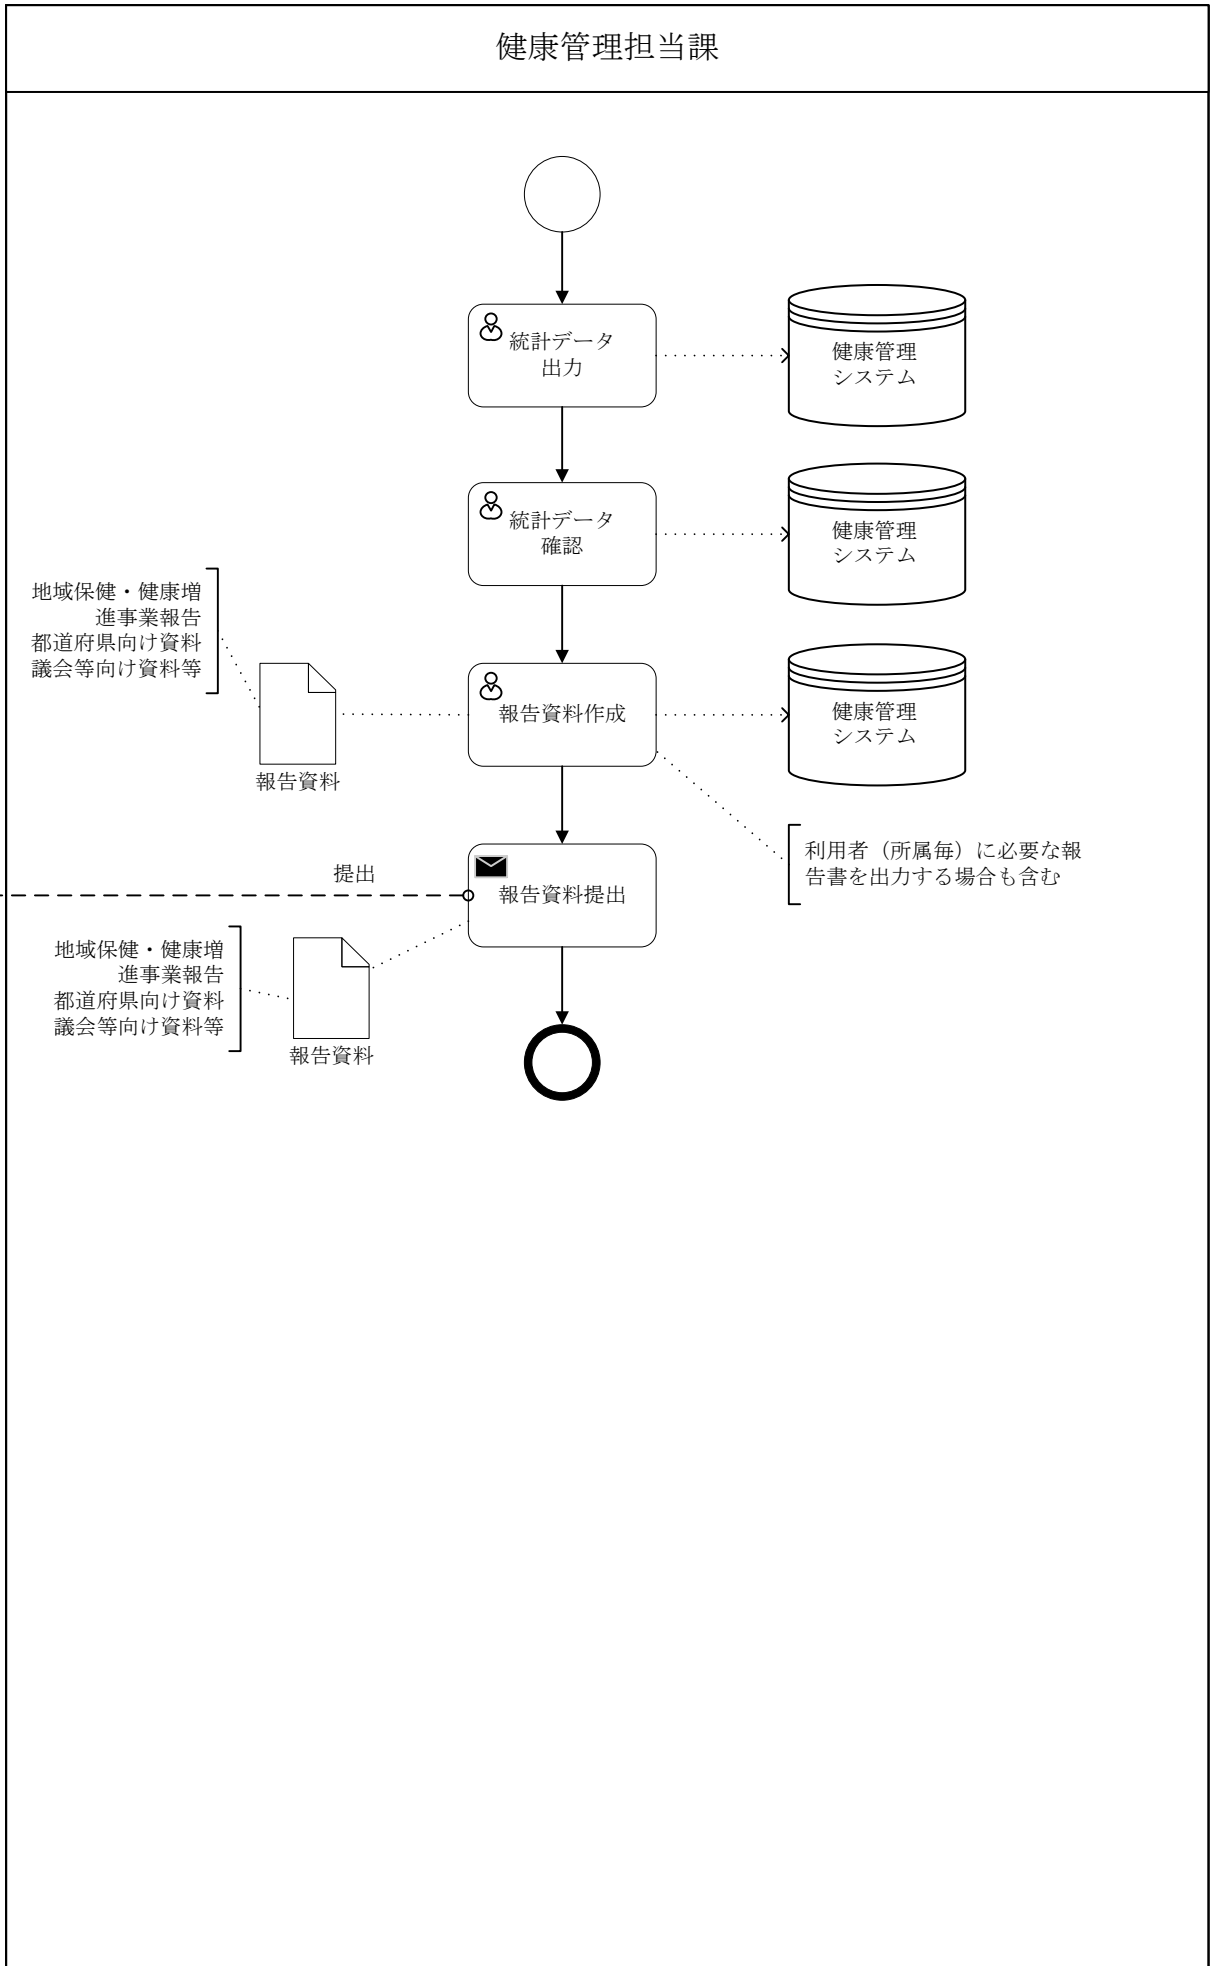 健康管理担当課
統計データ
出力
健康管理
システム
統計データ
確認
健康管理
システム
地域保健・健康増
進事業報告
都道府県向け資料
議会等向け資料等
報告資料
報告資料作成
健康管理
システム
利用者（所属毎）に必要な報
告書を出力する場合も含む
提出
報告資料提出
地域保健・健康増
進事業報告
都道府県向け資料
議会等向け資料等
報告資料